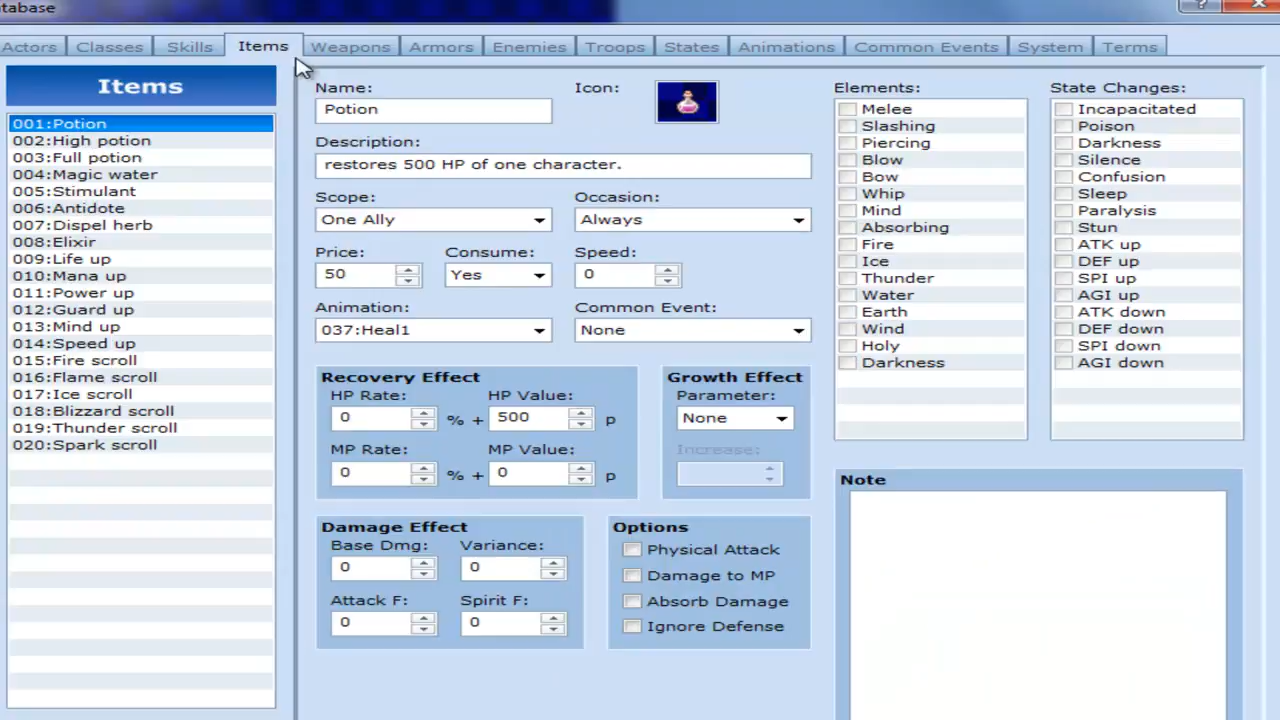 tabase
Actors Classes Skills Items Weapons Armors Enemies Troops States Animations Common Events System Terms
Items
001:Potion
002:High potion
003:Full potion
004:Magic water
005:Stimulant
006:Antidote
007:Dispel herb
008:Elixir
009:Life up
010:Mana up
011:Power up
012:Guard up
013:Mind up
014:Speed up
015:Fire scroll
016:Flame scroll
017:Ice scroll
018:Blizzard scroll
019:Thunder scroll
020:Spark scroll
Name: Icon:
Potion
Description:
restores 500 HP of one character.
Scope: Occasion:
One Ally Always
Price: Consume: Speed:
50 Yes 0
Animation: Common Event:
037:Heal1 None
Recovery Effect
HP Rate: HP Value:
0 % + 500 p
MP Rate: MP Value:
0 % + 0 p
Growth Effect
Parameter:
None
Increase:
Damage Effect
Base Dmg: Variance:
0 0
Attack F: Spirit F:
0 0
Options
Physical Attack
Damage to MP
Absorb Damage
Ignore Defense
Elements:
Melee
Slashing
Piercing
Blow
Bow
Whip
Mind
Absorbing
Fire
Ice
Thunder
Water
Earth
Wind
Holy
Darkness
State Changes:
Incapacitated
Poison
Darkness
Silence
Confusion
Sleep
Paralysis
Stun
ATK up
DEF up
SPI up
AGI up
ATK down
DEF down
SPI down
AGI down
Note